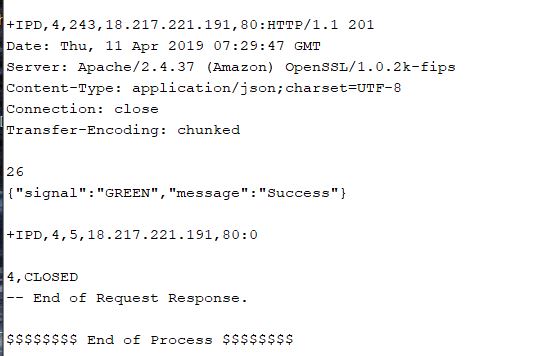 +IPD,4,243,18.217.221.191,80:HTTP/1.1 201
Date: Thu, 11 Apr 2019 07:29:47 GMT
Server: Apache/2.4.37 (Amazon) OpenSSL/1.0.2k-fips
Content-Type: application/json;charset=UTF-8
Connection: close
Transfer-Encoding: chunked
26
{"signal":"GREEN","message":"Success"}
+IPD,4,5,18.217.221.191,80:0
4,CLOSED
-- End of Request Response.
$$$$$$$$ End of Process $$$$$$$$